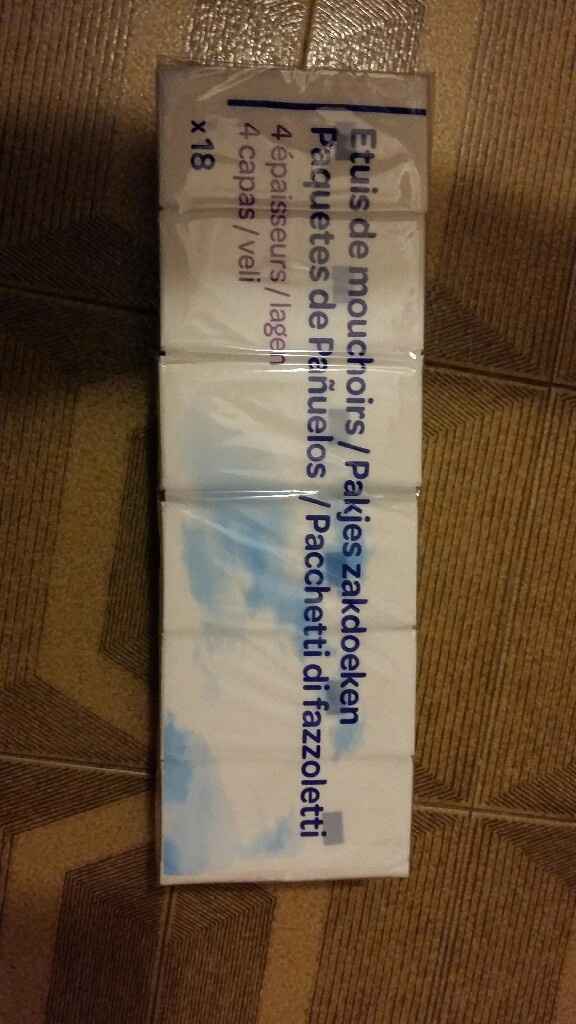 Etuis de mouchoirs / Pakjes zakdoeken
Paquetes de Pañuelos / Pacchetti di fazzoletti
4 épaisseurs / lagen
4 capas / veli
x18